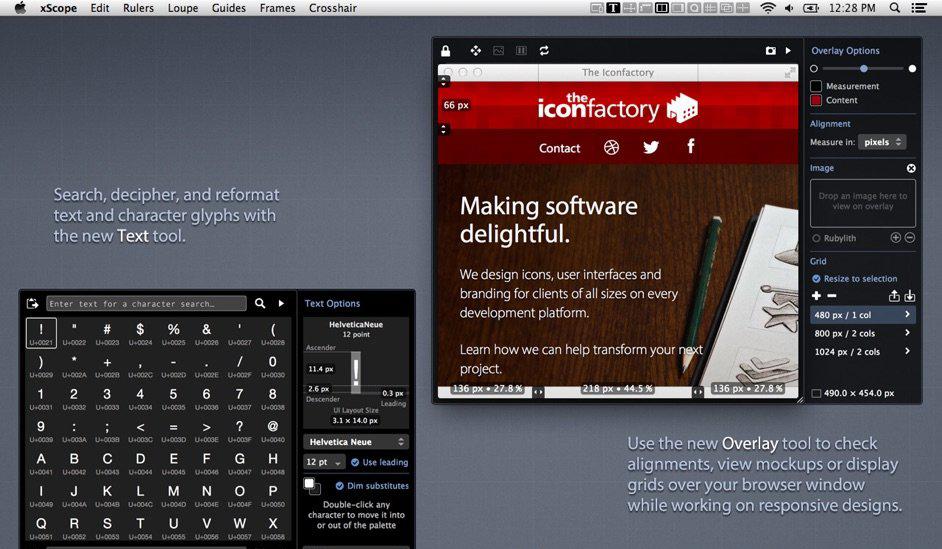 xScope Edit Rulers Loupe Guides Frames Crosshair
12:28 PM
Search, decipher, and reformat
text and character glyphs with
the new Text tool.
The Iconfactory
66 px
the
iconfactory
Contact
Making software
delightful.
We design icons, user interfaces and
branding for clients of all sizes on every
development platform.
Learn how we can help transform your next
project.
136 px • 27.8 %
218 px • 44.5 %
136 px • 27.8 %
Overlay Options
Measurement
Content
Alignment
Measure in: pixels
Image
Drop an image here to
view on overlay
Rubylith
Grid
Resize to selection
480 px / 1 col
800 px / 2 cols
1024 px / 2 cols
490.0 × 454.0 px
Enter text for a character search…
! " # $ % & ' (
U+0021 U+0022 U+0023 U+0024 U+0025 U+0026 U+0027 U+0028
) * + , - . / 0
U+0029 U+002A U+002B U+002C U+002D U+002E U+002F U+0030
1 2 3 4 5 6 7 8
U+0031 U+0032 U+0033 U+0034 U+0035 U+0036 U+0037 U+0038
9 : ; < = > ? @
U+0039 U+003A U+003B U+003C U+003D U+003E U+003F U+0040
A B C D E F G H
U+0041 U+0042 U+0043 U+0044 U+0045 U+0046 U+0047 U+0048
I J K L M N O P
U+0049 U+004A U+004B U+004C U+004D U+004E U+004F U+0050
Q R S T U V W X
U+0051 U+0052 U+0053 U+0054 U+0055 U+0056 U+0057 U+0058
Text Options
HelveticaNeue
12 point
Ascender
11.4 px
!
2.6 px
0.3 px
Descender
Leading
UI Layout Size
3.1 × 14.0 px
Helvetica Neue
12 pt
Use leading
Dim substitutes
Double-click any
character to move it into
or out of the palette
Use the new Overlay tool to check
alignments, view mockups or display
grids over your browser window
while working on responsive designs.